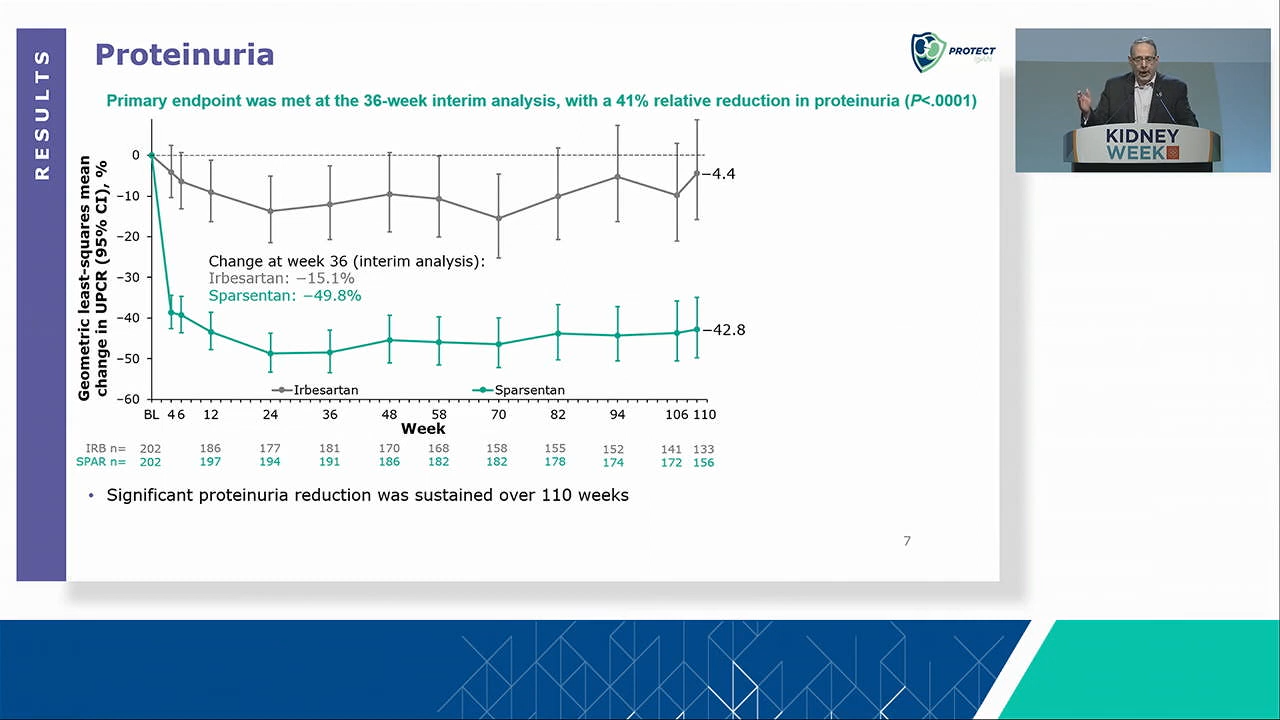 RESULTS
Proteinuria
PROTECT
IgAN
KIDNEY
WEEK
Primary endpoint was met at the 36-week interim analysis, with a 41% relative reduction in proteinuria (P<.0001)
Geometric least-squares mean
change in UPCR (95% CI), %
0
−10
−20
−30
−40
−50
−60
−4.4
Change at week 36 (interim analysis):
Irbesartan: −15.1%
Sparsentan: −49.8%
−42.8
Irbesartan Sparsentan
BL 4 6 12 24 36 48 58 70 82 94 106 110
Week
IRB n= 202 186 177 181 170 168 158 155 152 141 133
SPAR n= 202 197 194 191 186 182 182 178 174 172 156
• Significant proteinuria reduction was sustained over 110 weeks
7